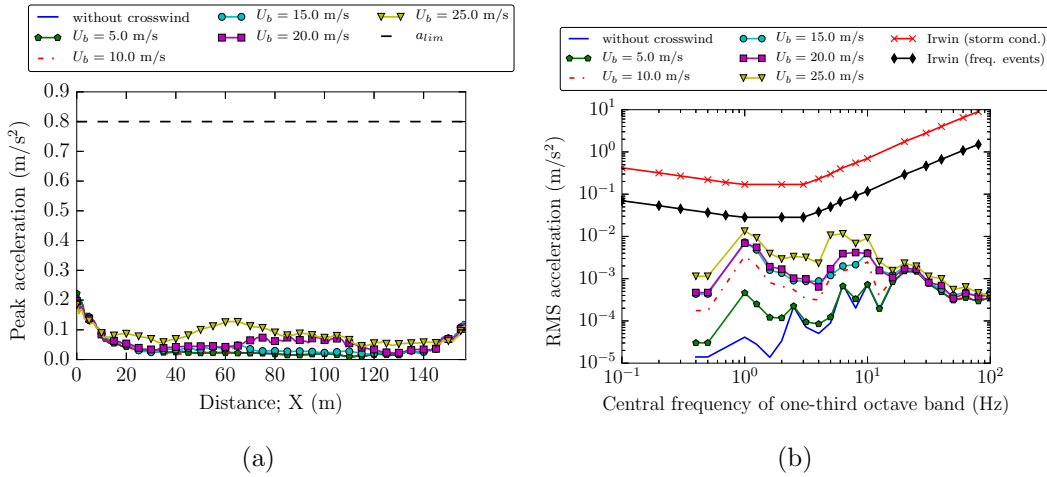 without crosswind
U_b = 5.0 m/s
U_b = 10.0 m/s
U_b = 15.0 m/s
U_b = 20.0 m/s
U_b = 25.0 m/s
a_lim
Peak acceleration (m/s²)
0.9
0.8
0.7
0.6
0.5
0.4
0.3
0.2
0.1
0.0
0 20 40 60 80 100 120 140
Distance; X (m)
(a)
without crosswind
U_b = 5.0 m/s
U_b = 10.0 m/s
U_b = 15.0 m/s
U_b = 20.0 m/s
U_b = 25.0 m/s
Irwin (storm cond.)
Irwin (freq. events)
RMS acceleration (m/s²)
10¹
10⁰
10⁻¹
10⁻²
10⁻³
10⁻⁴
10⁻⁵
10⁻¹ 10⁰ 10¹ 10²
Central frequency of one-third octave band (Hz)
(b)